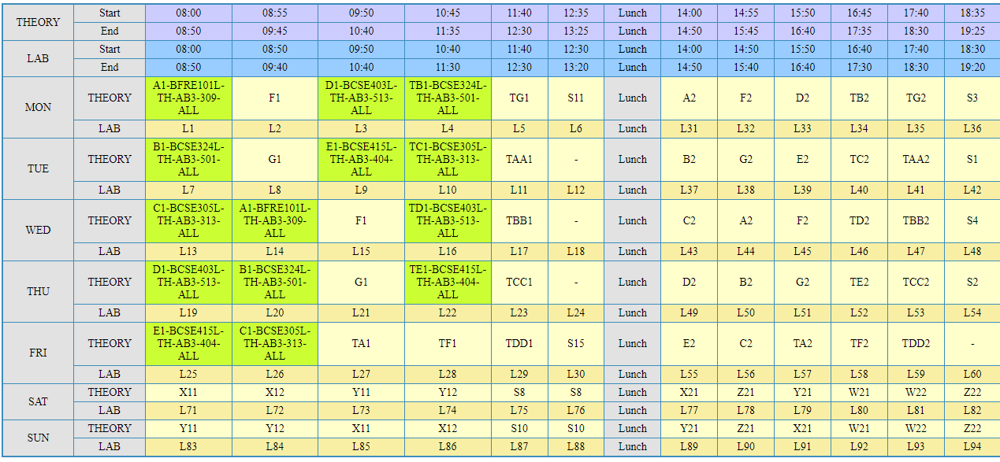 THEORY Start 08:00 08:55 09:50 10:45 11:40 12:35 Lunch 14:00 14:55 15:50 16:45 17:40 18:35
End 08:50 09:45 10:40 11:35 12:30 13:25 Lunch 14:50 15:45 16:40 17:35 18:30 19:25
LAB Start 08:00 08:50 09:50 10:40 11:40 12:30 Lunch 14:00 14:50 15:50 16:40 17:40 18:30
End 08:50 09:40 10:40 11:30 12:30 13:20 Lunch 14:50 15:40 16:40 17:30 18:30 19:20
MON THEORY A1-BFRE101L-TH-AB3-309-ALL F1 D1-BCSE403L-TH-AB3-513-ALL TB1-BCSE324L-TH-AB3-501-ALL TG1 S11 Lunch A2 F2 D2 TB2 TG2 S3
LAB L1 L2 L3 L4 L5 L6 Lunch L31 L32 L33 L34 L35 L36
TUE THEORY B1-BCSE324L-TH-AB3-501-ALL G1 E1-BCSE415L-TH-AB3-404-ALL TC1-BCSE305L-TH-AB3-313-ALL TAA1 - Lunch B2 G2 E2 TC2 TAA2 S1
LAB L7 L8 L9 L10 L11 L12 Lunch L37 L38 L39 L40 L41 L42
WED THEORY C1-BCSE305L-TH-AB3-313-ALL A1-BFRE101L-TH-AB3-309-ALL F1 TD1-BCSE403L-TH-AB3-513-ALL TBB1 - Lunch C2 A2 F2 TD2 TBB2 S4
LAB L13 L14 L15 L16 L17 L18 Lunch L43 L44 L45 L46 L47 L48
THU THEORY D1-BCSE403L-TH-AB3-513-ALL B1-BCSE324L-TH-AB3-501-ALL G1 TE1-BCSE415L-TH-AB3-404-ALL TCC1 - Lunch D2 B2 G2 TE2 TCC2 S2
LAB L19 L20 L21 L22 L23 L24 Lunch L49 L50 L51 L52 L53 L54
FRI THEORY E1-BCSE415L-TH-AB3-404-ALL C1-BCSE305L-TH-AB3-313-ALL TA1 TF1 TDD1 S15 Lunch E2 C2 TA2 TF2 TDD2 -
LAB L25 L26 L27 L28 L29 L30 Lunch L55 L56 L57 L58 L59 L60
SAT THEORY X11 X12 Y11 Y12 S8 S8 Lunch X21 Z21 Y21 W21 W22 Z22
LAB L71 L72 L73 L74 L75 L76 Lunch L77 L78 L79 L80 L81 L82
SUN THEORY Y11 Y12 X11 X12 S10 S10 Lunch Y21 Z21 X21 W21 W22 Z22
LAB L83 L84 L85 L86 L87 L88 Lunch L89 L90 L91 L92 L93 L94